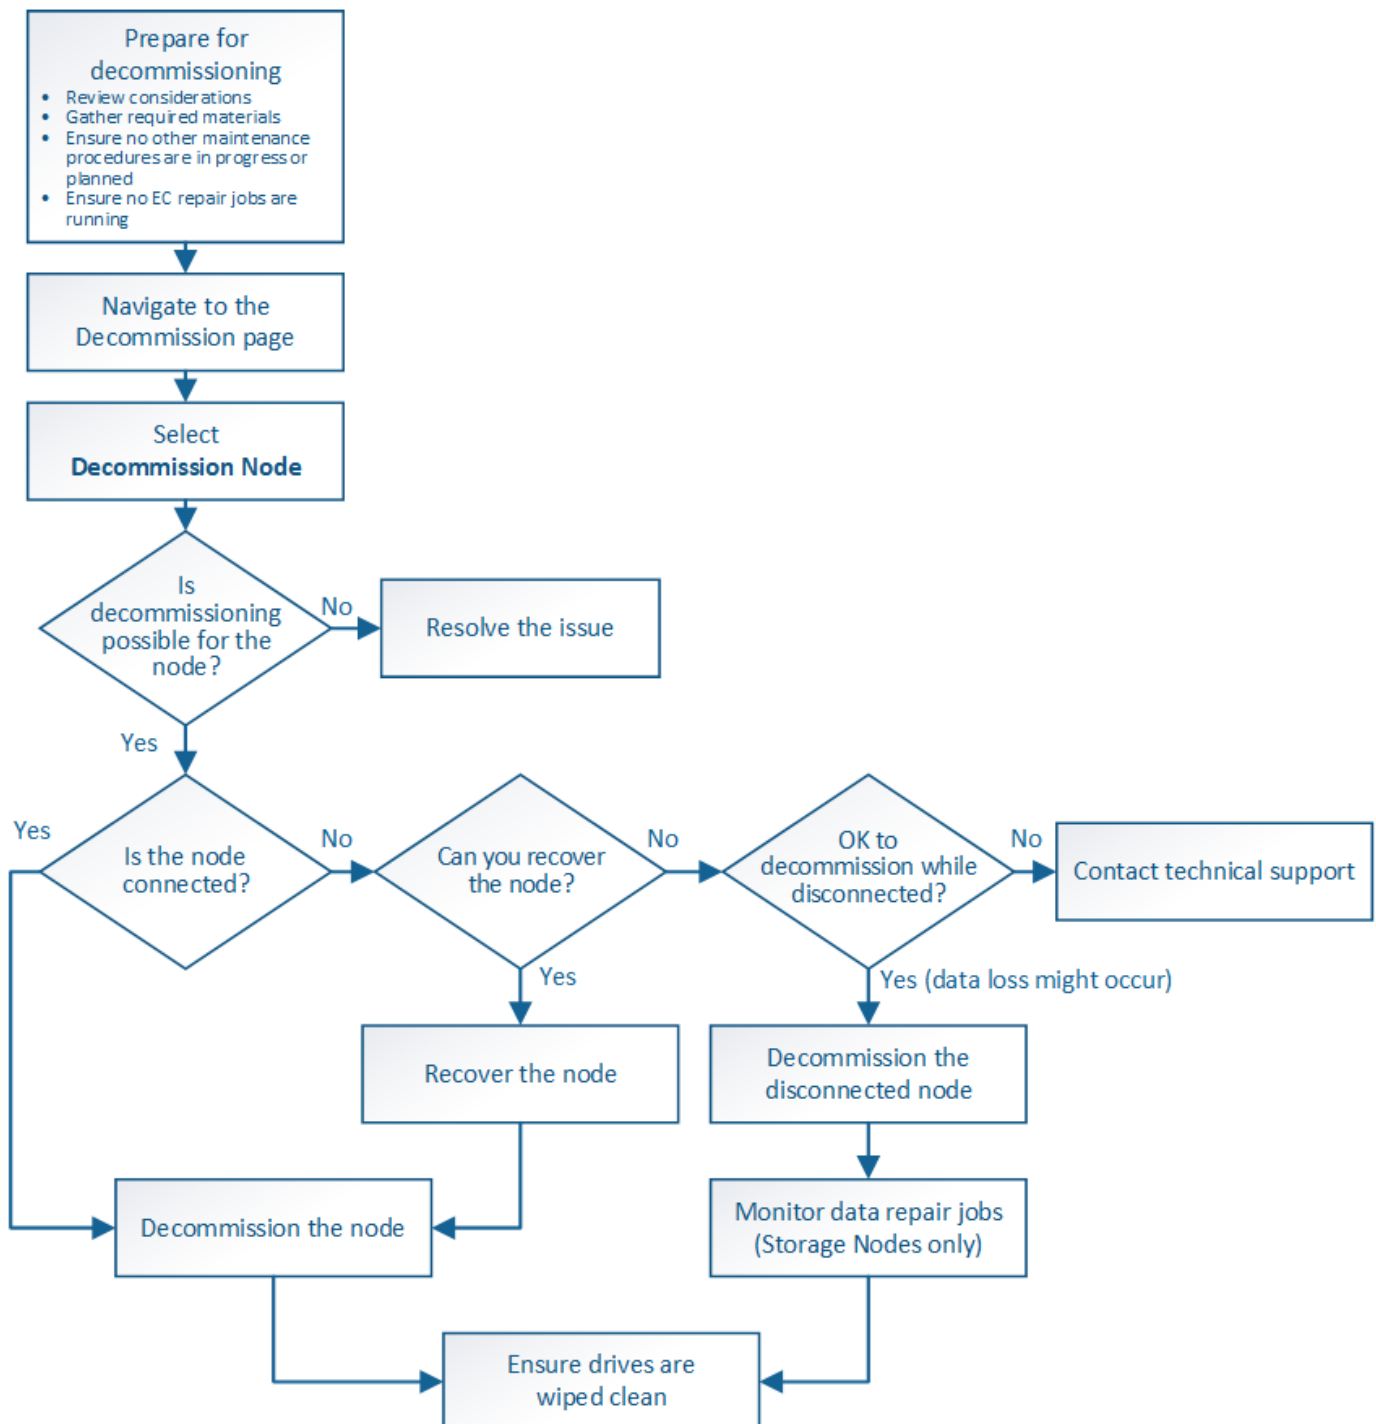 Prepare for
decommissioning
• Review considerations
• Gather required materials
• Ensure no other maintenance
procedures are in progress or
planned
• Ensure no EC repair jobs are
running
Navigate to the
Decommission page
Select
Decommission Node
Is
decommissioning
possible for the
node?
No
Resolve the issue
Yes
Yes
Is the node
connected?
No
Can you recover
the node?
No
OK to
decommission while
disconnected?
No
Contact technical support
Yes
Yes (data loss might occur)
Recover the node
Decommission the
disconnected node
Decommission the node
Monitor data repair jobs
(Storage Nodes only)
Ensure drives are
wiped clean